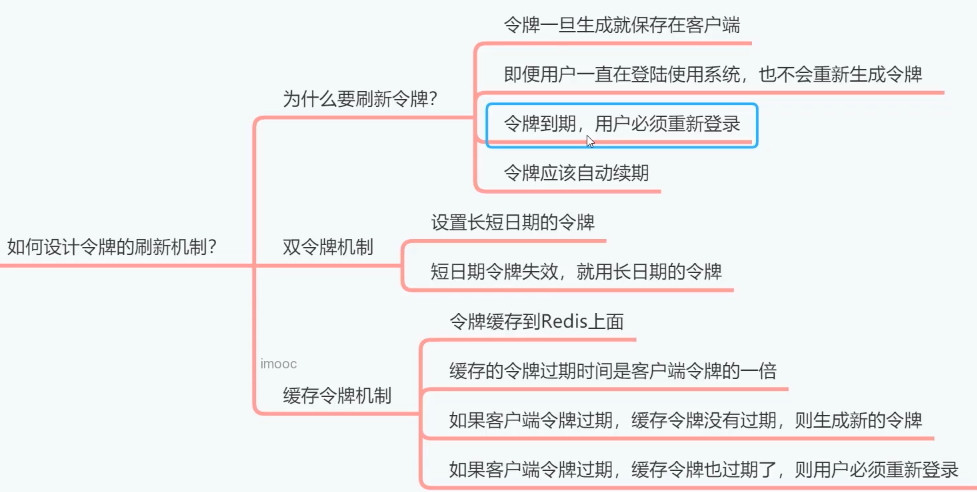 令牌一旦生成就保存在客户端
即便用户一直在登陆使用系统，也不会重新生成令牌
为什么要刷新令牌？
令牌到期，用户必须重新登录
令牌应该自动续期
设置长短日期的令牌
如何设计令牌的刷新机制？
双令牌机制
短日期令牌失效，就用长日期的令牌
令牌缓存到Redis上面
imooc
缓存的令牌过期时间是客户端令牌的一倍
缓存令牌机制
如果客户端令牌过期，缓存令牌没有过期，则生成新的令牌
如果客户端令牌过期，缓存令牌也过期了，则用户必须重新登录